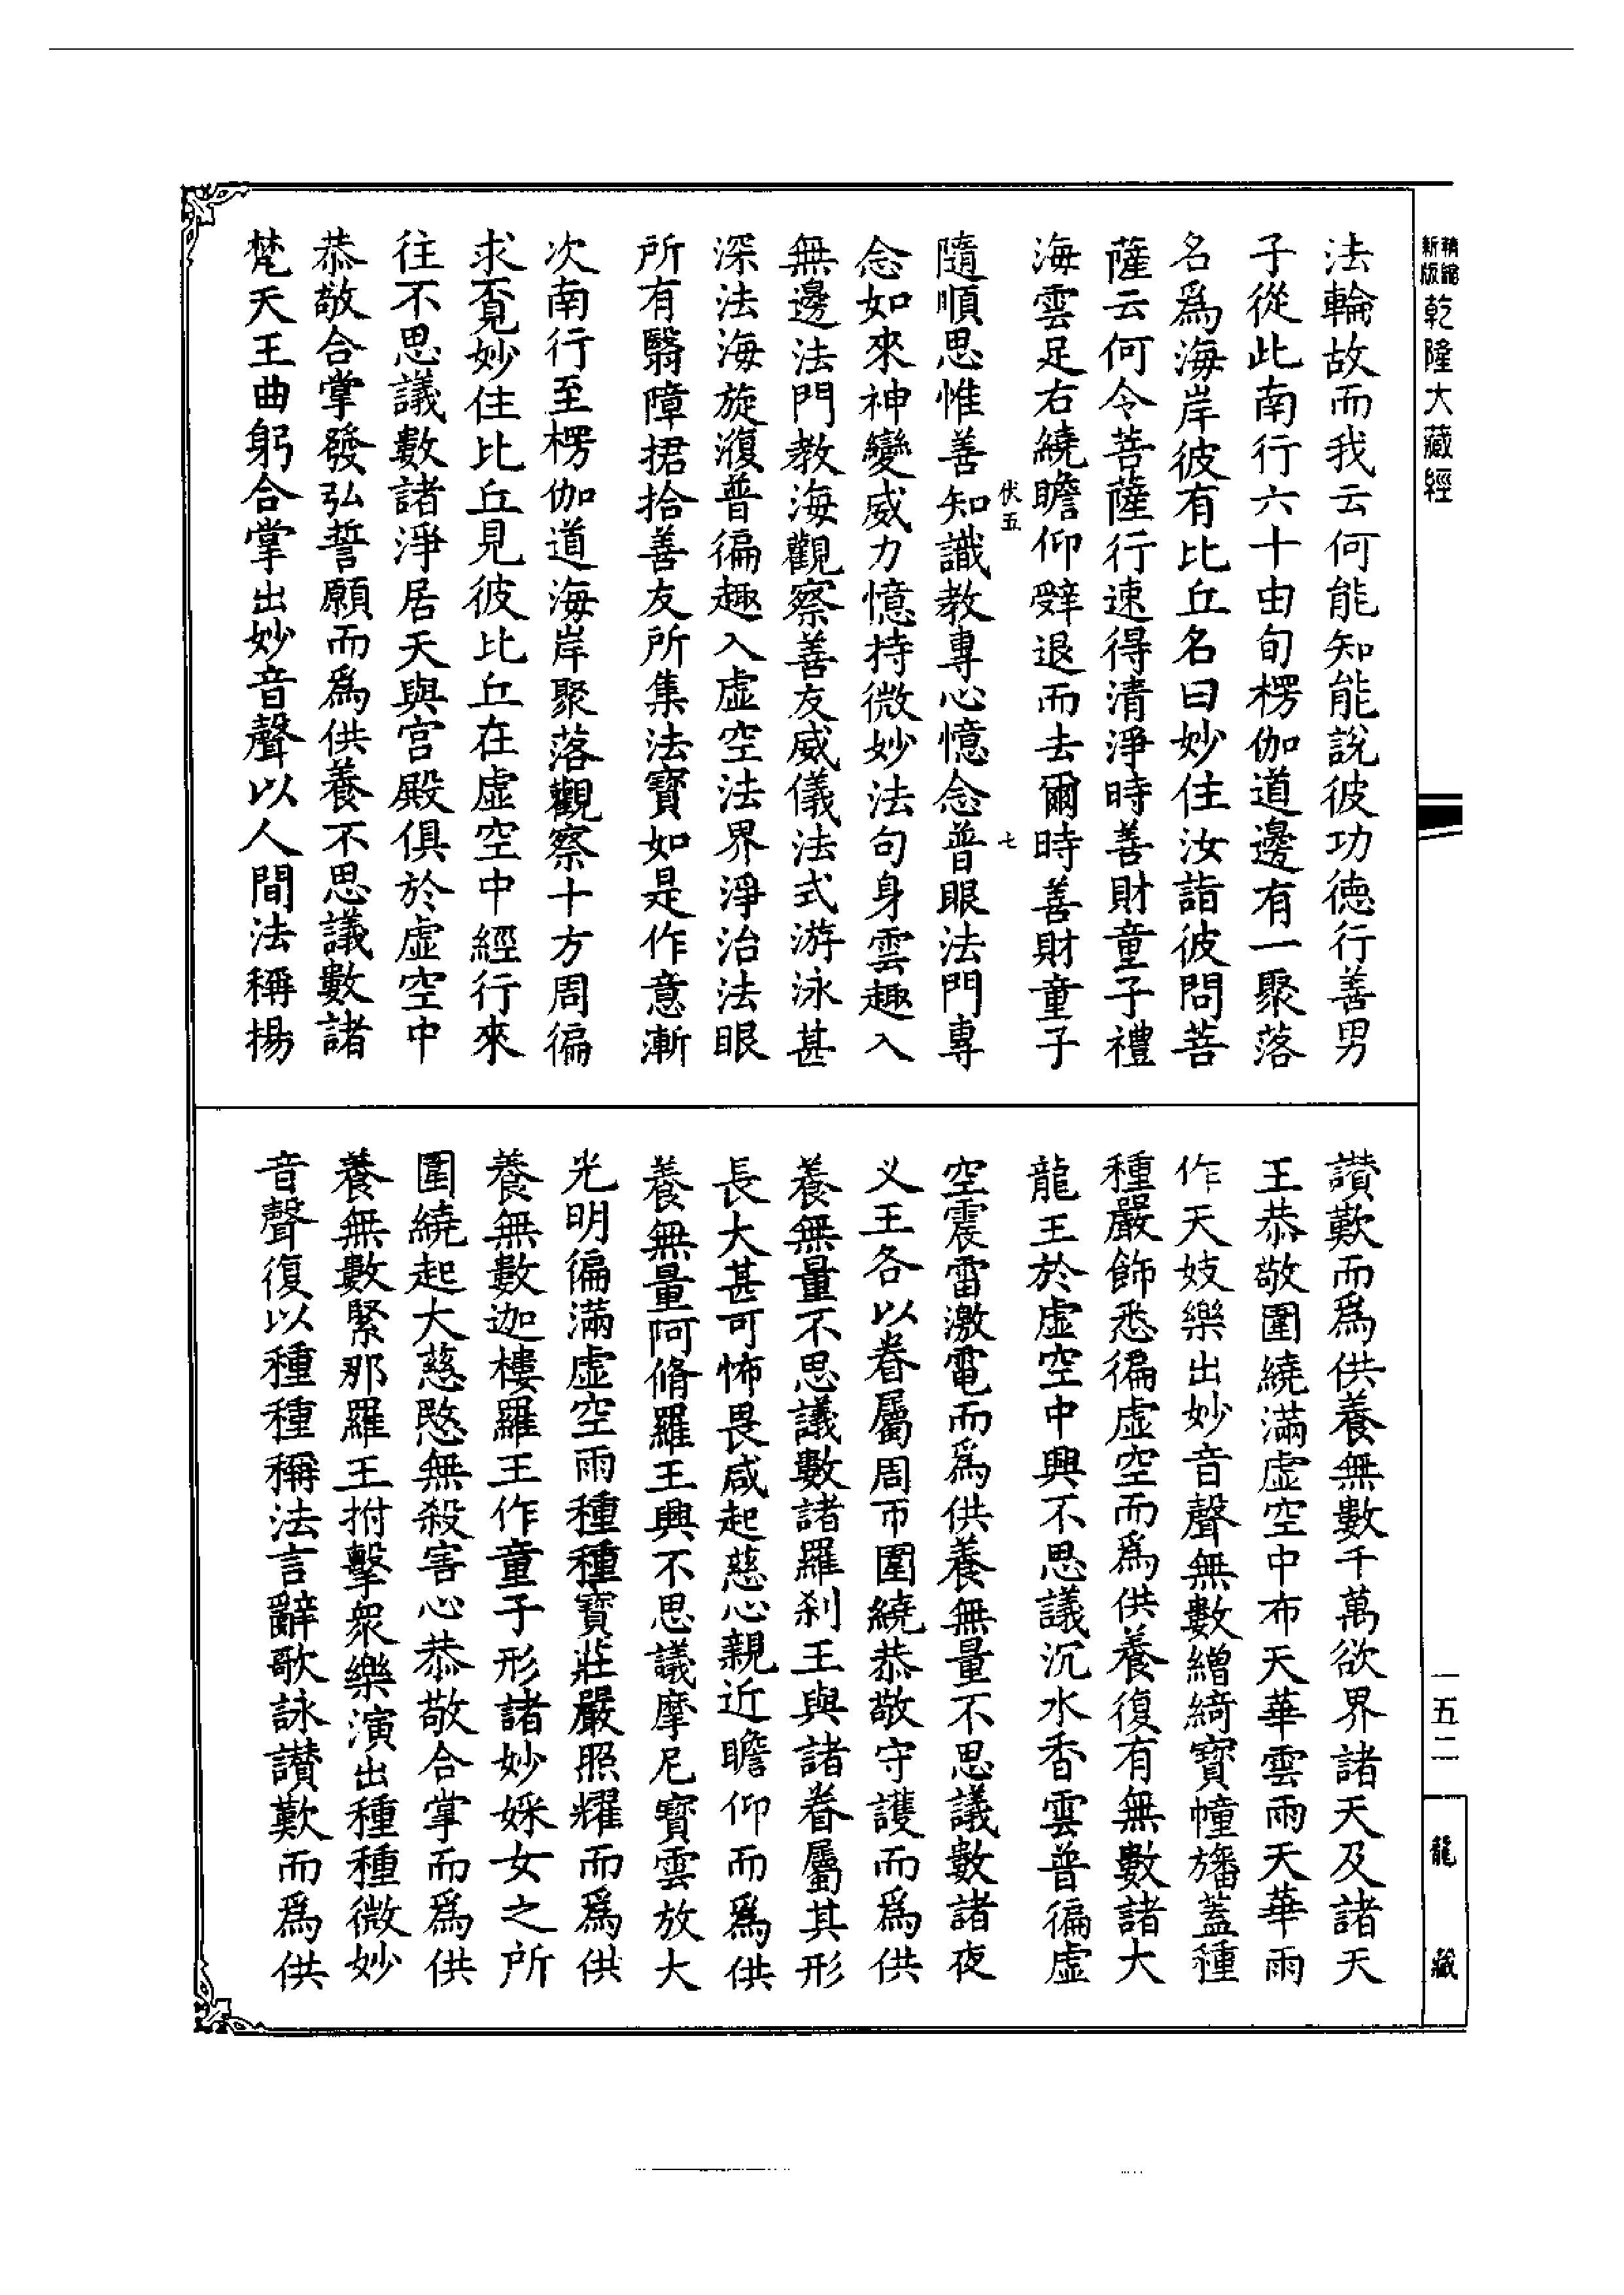 新版精縮乾隆大藏經
法輪故而我云何能知能說彼功德行善男
子從此南行六十由旬楞伽道邊有一聚落
名爲海岸彼有比丘名曰妙住汝詣彼問菩
薩云何令菩薩行速得清淨時善財童子禮
海雲足右繞瞻仰辭退而去爾時善財童子
伏五 七
隨順思惟善知識教專心憶念普眼法門專
念如來神變威力憶持微妙法句身雲趣入
無邊法門教海觀察善友威儀法式游泳甚
深法海旋澓普徧趣入虛空法界淨治法眼
所有翳障捃拾善友所集法寶如是作意漸
次南行至楞伽道海岸聚落觀察十方周徧
求覓妙住比丘見彼比丘在虛空中經行來
往不思議數諸淨居天與宮殿俱於虛空中
恭敬合掌發弘誓願而爲供養不思議數諸
梵天王曲躬合掌出妙音聲以人間法稱揚
讚歎而爲供養無數千萬欲界諸天及諸天
王恭敬圍繞滿虛空中布天華雲雨天華雨
作天妓樂出妙音聲無數繒綺寶幢旛蓋種
種嚴飾悉徧虛空而爲供養復有無數諸大
龍王於虛空中興不思議沉水香雲普徧虛
空震雷激電而爲供養無量不思議數諸夜
义王各以眷屬周帀圍繞恭敬守護而爲供
養無量不思議數諸羅刹王與諸眷屬其形
長大甚可怖畏咸起慈心親近瞻仰而爲供
養無量阿脩羅王興不思議摩尼寶雲放大
光明徧滿虛空雨種種寶莊嚴照耀而爲供
養無數迦樓羅王作童子形諸妙婇女之所
圍繞起大慈愍無殺害心恭敬合掌而爲供
養無數緊那羅王拊擊衆樂演出種種微妙
音聲復以種種稱法言辭歌詠讚歎而爲供
一五二
龍藏